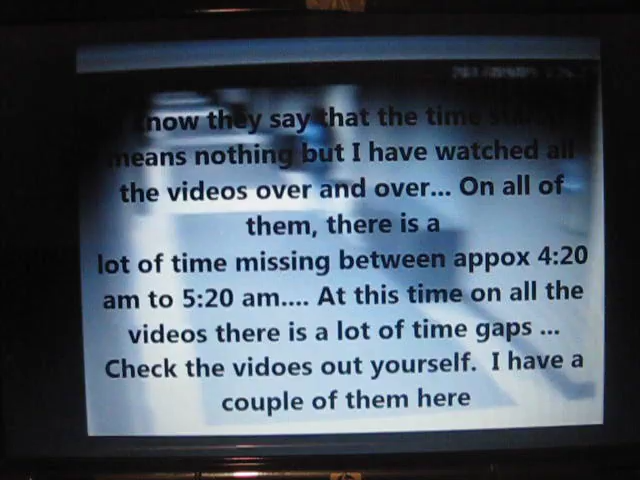 now they say that the time
means nothing but I have watched all
the videos over and over... On all of
them, there is a
lot of time missing between appox 4:20
am to 5:20 am.... At this time on all the
videos there is a lot of time gaps ...
Check the vidoes out yourself.  I have a
couple of them here